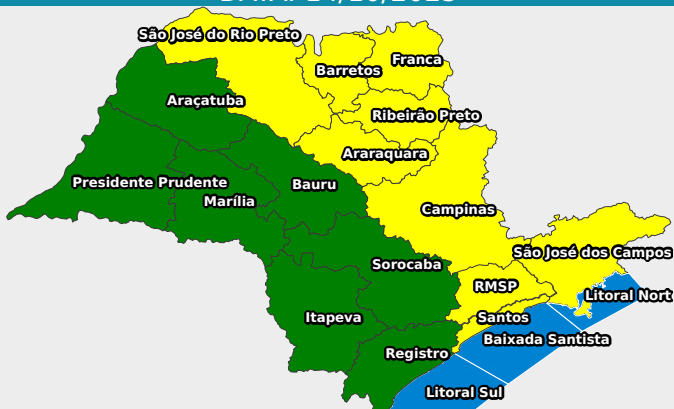 São José do Rio Preto
Franca
Barretos
Araçatuba
Ribeirão Preto
Araraquara
Presidente Prudente
Bauru
Marília
Campinas
São José dos Campos
Sorocaba
RMSP
Litoral Nort
Itapeva
Santos
Baixada Santista
Registro
Litoral Sul